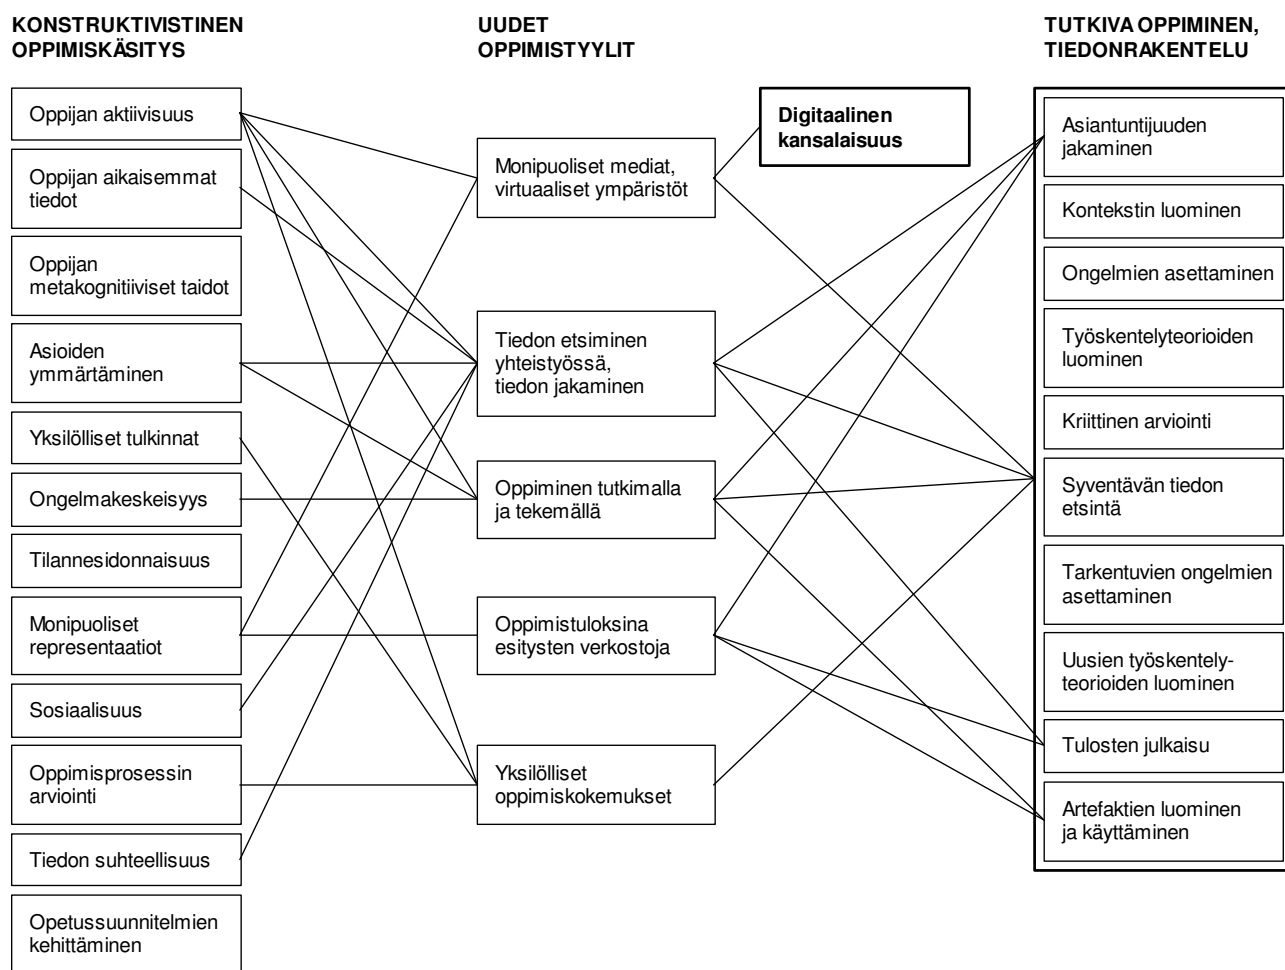 KONSTRUKTIVISTINEN
OPPIMISKÄSITYS
Oppijan aktiivisuus
Oppijan aikaisemmat
tiedot
Oppijan
metakognitiiviset taidot
Asioiden
ymmärtäminen
Yksilölliset tulkinnat
Ongelmakeskeisyys
Tilannesidonnaisuus
Monipuoliset
representaatiot
Sosiaalisuus
Oppimisprosessin
arviointi
Tiedon suhteellisuus
Opetussuunnitelmien
kehittäminen
UUDET
OPPIMISTYYLIT
Monipuoliset mediat,
virtuaaliset ympäristöt
Tiedon etsiminen
yhteistyössä,
tiedon jakaminen
Oppiminen tutkimalla
ja tekemällä
Oppimistuloksina
esitysten verkostoja
Yksilölliset
oppimiskokemukset
Digitaalinen
kansalaisuus
TUTKIVA OPPIMINEN,
TIEDONRAKENTELU
Asiantuntijuuden
jakaminen
Kontekstin luominen
Ongelmien asettaminen
Työskentelyteorioiden
luominen
Kriittinen arviointi
Syventävän tiedon
etsintä
Tarkentuvien ongelmien
asettaminen
Uusien työskentely-
teorioiden luominen
Tulosten julkaisu
Artefaktien luominen
ja käyttäminen